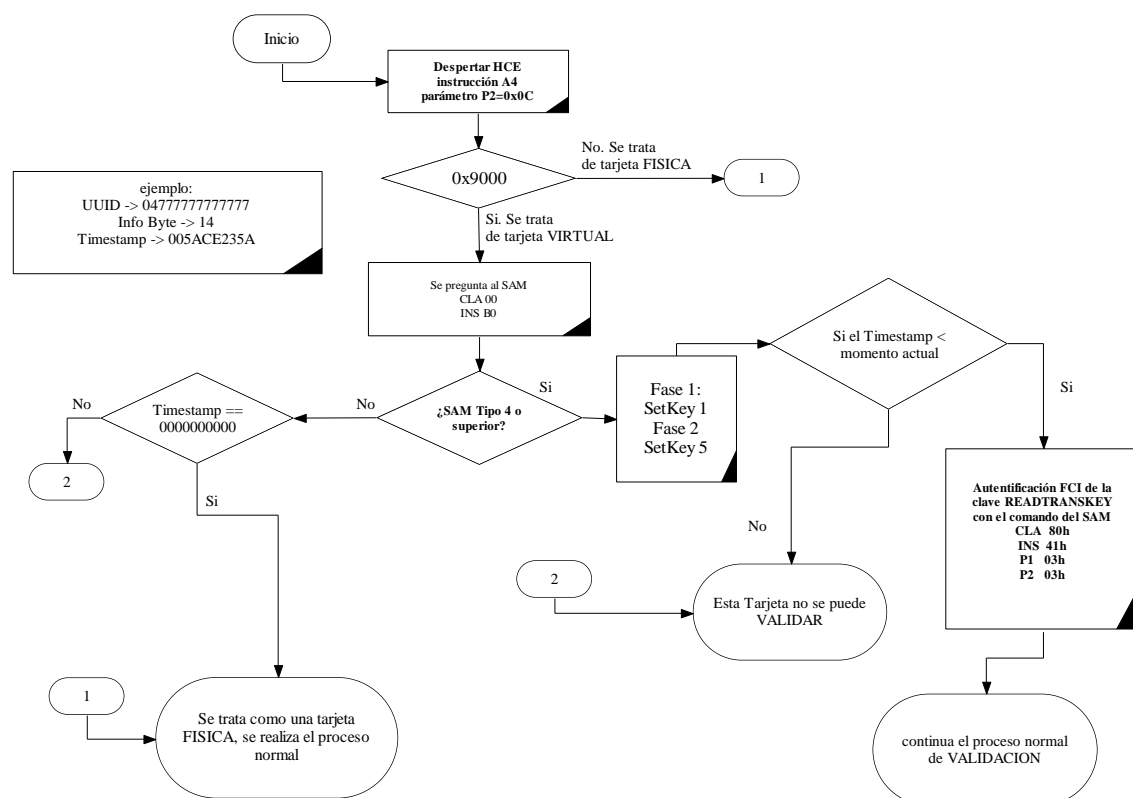 Inicio
Despertar HCE
instrucción A4
parámetro P2=0x0C
No. Se trata
de tarjeta FISICA
0x9000
1
ejemplo:
UUID -> 04777777777777
Info Byte -> 14
Timestamp -> 005ACE235A
Si. Se trata
de tarjeta VIRTUAL
Se pregunta al SAM
CLA 00
INS B0
Si el Timestamp <
momento actual
Si
Fase 1:
SetKey 1
Fase 2
SetKey 5
Si
¿SAM Tipo 4 o
superior?
No
Timestamp ==
0000000000
No
2
Si
No
Autentificación FCI de la
clave READTRANSKEY
con el comando del SAM
CLA 80h
INS 41h
P1 03h
P2 03h
2
Esta Tarjeta no se puede
VALIDAR
1
Se trata como una tarjeta
FISICA, se realiza el proceso
normal
continua el proceso normal
de VALIDACION